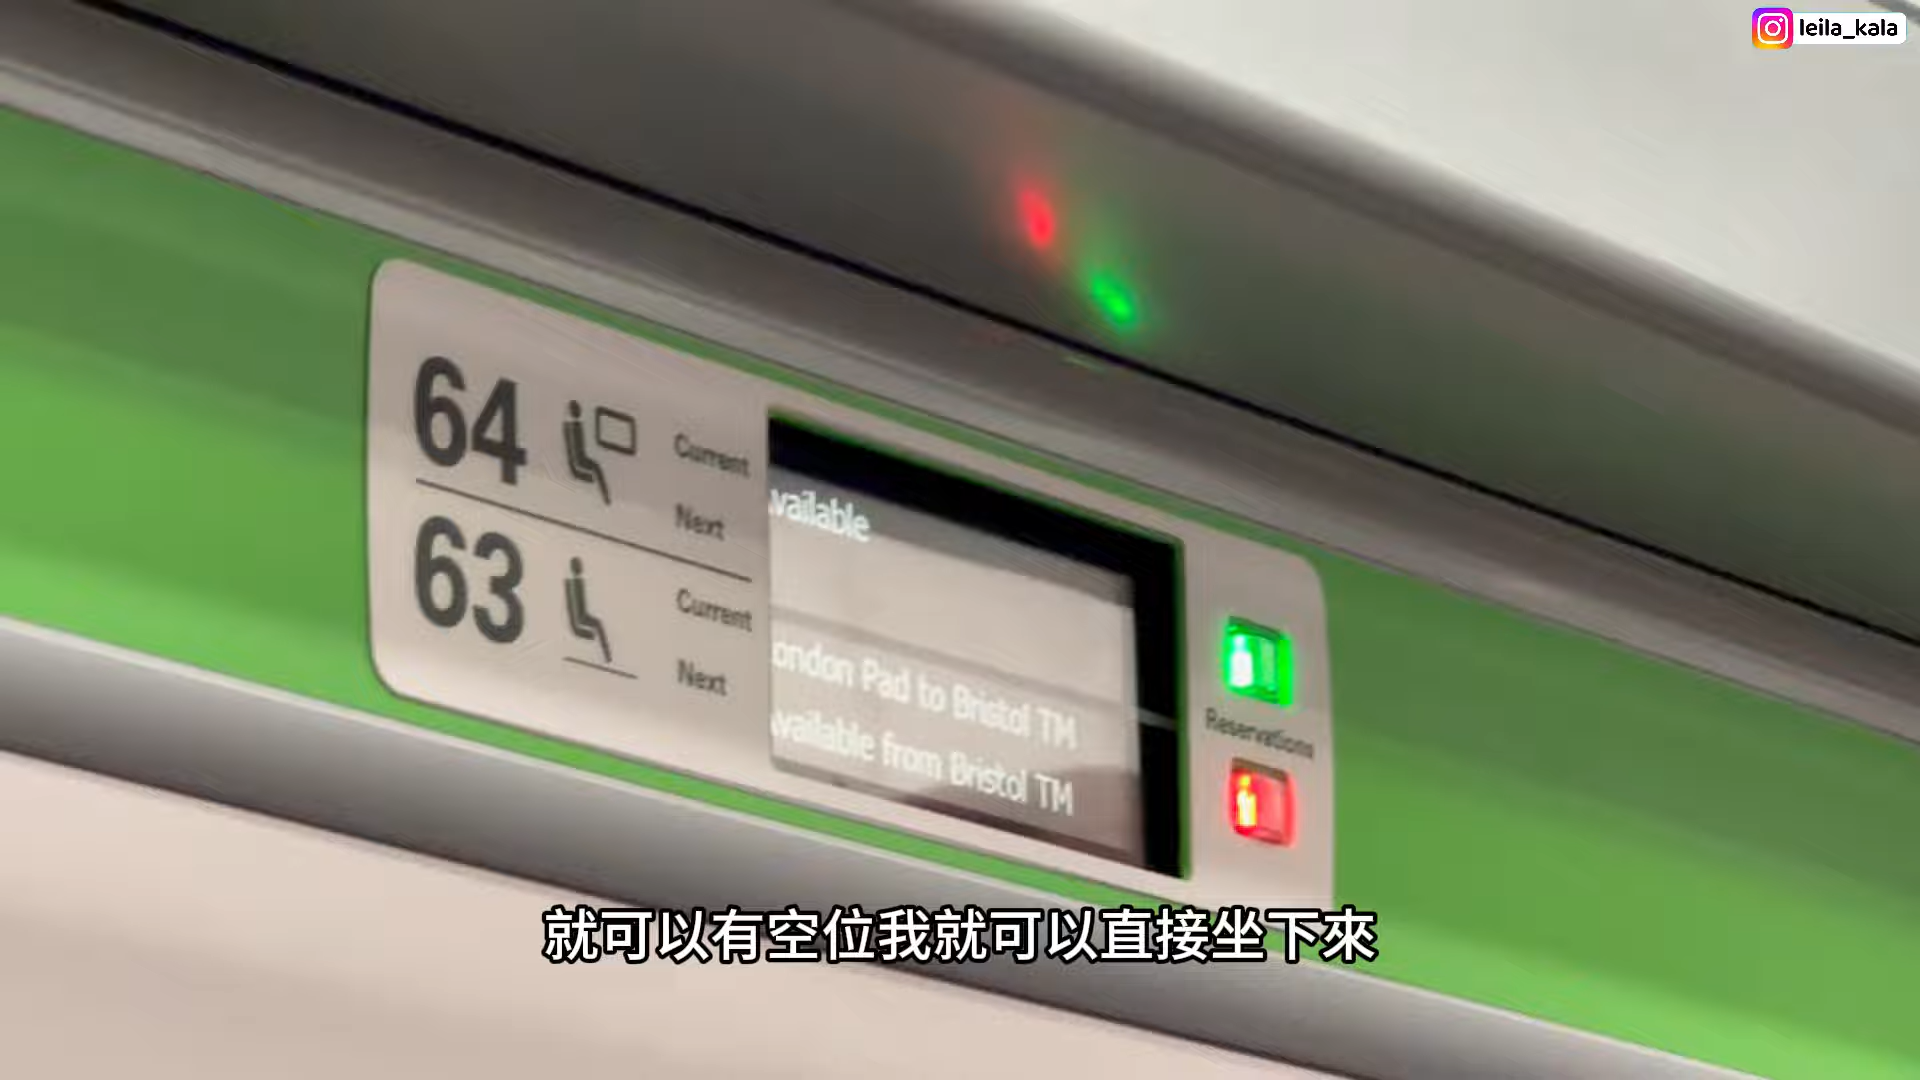 leila_kala
64
Current
vailable
Next
63
Current
ondon Pad to Bristol TM
Next
vailable from Bristol TM
Reservations
就可以有空位我就可以直接坐下來